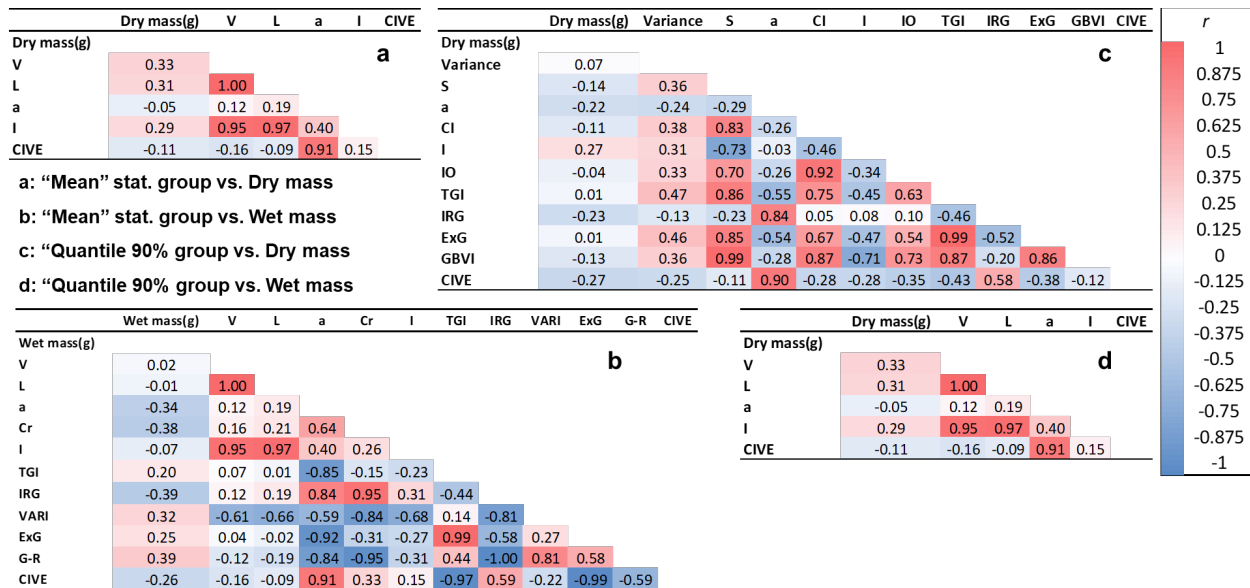 Dry mass(g) V L a I CIVE
Dry mass(g)
V 0.33
L 0.31 1.00
a -0.05 0.12 0.19
I 0.29 0.95 0.97 0.40
CIVE -0.11 -0.16 -0.09 0.91 0.15
a
a: “Mean” stat. group vs. Dry mass
b: “Mean” stat. group vs. Wet mass
c: “Quantile 90% group vs. Dry mass
d: “Quantile 90% group vs. Wet mass
Dry mass(g) Variance S a CI I IO TGI IRG ExG GBVI CIVE
Dry mass(g)
Variance 0.07
S -0.14 0.36
a -0.22 -0.24 -0.29
CI -0.11 0.38 0.83 -0.26
I 0.27 0.31 -0.73 -0.03 -0.46
IO -0.04 0.33 0.70 -0.26 0.92 -0.34
TGI 0.01 0.47 0.86 -0.55 0.75 -0.45 0.63
IRG -0.23 -0.13 -0.23 0.84 0.05 0.08 0.10 -0.46
ExG 0.01 0.46 0.85 -0.54 0.67 -0.47 0.54 0.99 -0.52
GBVI -0.13 0.36 0.99 -0.28 0.87 -0.71 0.73 0.87 -0.20 0.86
CIVE -0.27 -0.25 -0.11 0.90 -0.28 -0.28 -0.35 -0.43 0.58 -0.38 -0.12
c
r
1
0.875
0.75
0.625
0.5
0.375
0.25
0.125
0
-0.125
-0.25
-0.375
-0.5
-0.625
-0.75
-0.875
-1
Wet mass(g) V L a Cr I TGI IRG VARI ExG G-R CIVE
Wet mass(g)
V 0.02
L -0.01 1.00
a -0.34 0.12 0.19
Cr -0.38 0.16 0.21 0.64
I -0.07 0.95 0.97 0.40 0.26
TGI 0.20 0.07 0.01 -0.85 -0.15 -0.23
IRG -0.39 0.12 0.19 0.84 0.95 0.31 -0.44
VARI 0.32 -0.61 -0.66 -0.59 -0.84 -0.68 0.14 -0.81
ExG 0.25 0.04 -0.02 -0.92 -0.31 -0.27 0.99 -0.58 0.27
G-R 0.39 -0.12 -0.19 -0.84 -0.95 -0.31 0.44 -1.00 0.81 0.58
CIVE -0.26 -0.16 -0.09 0.91 0.33 0.15 -0.97 0.59 -0.22 -0.99 -0.59
b
Dry mass(g) V L a I CIVE
Dry mass(g)
V 0.33
L 0.31 1.00
a -0.05 0.12 0.19
I 0.29 0.95 0.97 0.40
CIVE -0.11 -0.16 -0.09 0.91 0.15
d